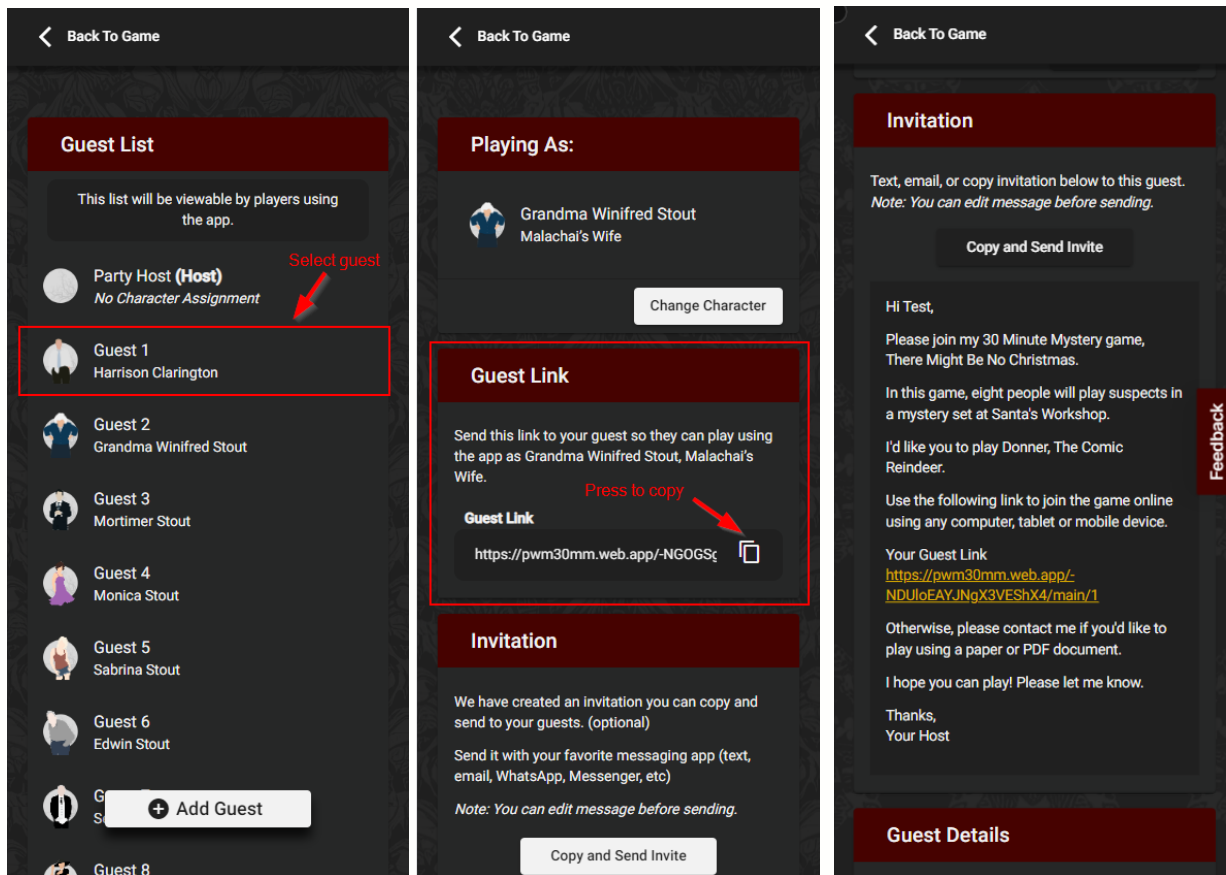 Back To Game
Guest List
This list will be viewable by players using
the app.
Select guest
Party Host (Host)
No Character Assignment
Guest 1
Harrison Clarington
Guest 2
Grandma Winifred Stout
Guest 3
Mortimer Stout
Guest 4
Monica Stout
Guest 5
Sabrina Stout
Guest 6
Edwin Stout
Add Guest
Guest 8
Back To Game
Playing As:
Grandma Winifred Stout
Malachai's Wife
Change Character
Guest Link
Send this link to your guest so they can play using
the app as Grandma Winifred Stout, Malachai's
Wife.
Press to copy
Guest Link
https://pwm30mm.web.app/-NGOGSg
Invitation
We have created an invitation you can copy and
send to your guests. (optional)
Send it with your favorite messaging app (text,
email, WhatsApp, Messenger, etc)
Note: You can edit message before sending.
Copy and Send Invite
Back To Game
Invitation
Text, email, or copy invitation below to this guest.
Note: You can edit message before sending.
Copy and Send Invite
Hi Test,
Please join my 30 Minute Mystery game,
There Might Be No Christmas.
In this game, eight people will play suspects in
a mystery set at Santa's Workshop.
I'd like you to play Donner, The Comic
Reindeer.
Use the following link to join the game online
using any computer, tablet or mobile device.
Your Guest Link
https://pwm30mm.web.app/-
NDUloEAYJNgX3VEShX4/main/1
Otherwise, please contact me if you'd like to
play using a paper or PDF document.
I hope you can play! Please let me know.
Thanks,
Your Host
Feedback
Guest Details